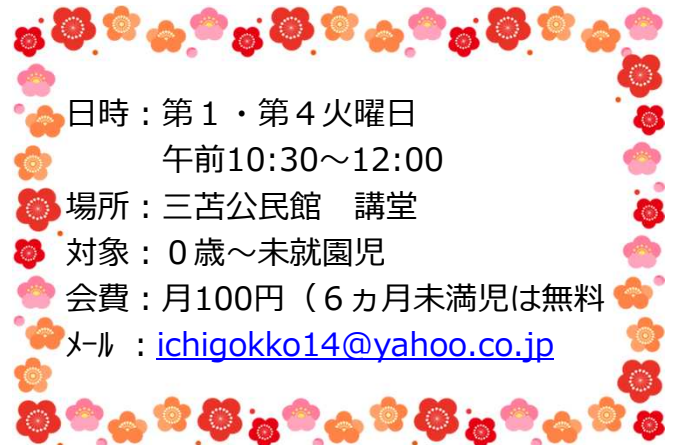 日時：第１・第４火曜日
午前10:30～12:00
場所：三苫公民館　講堂
対象：０歳～未就園児
会費：月100円（６ヵ月未満児は無料
ﾒｰﾙ ：ichigokko14@yahoo.co.jp